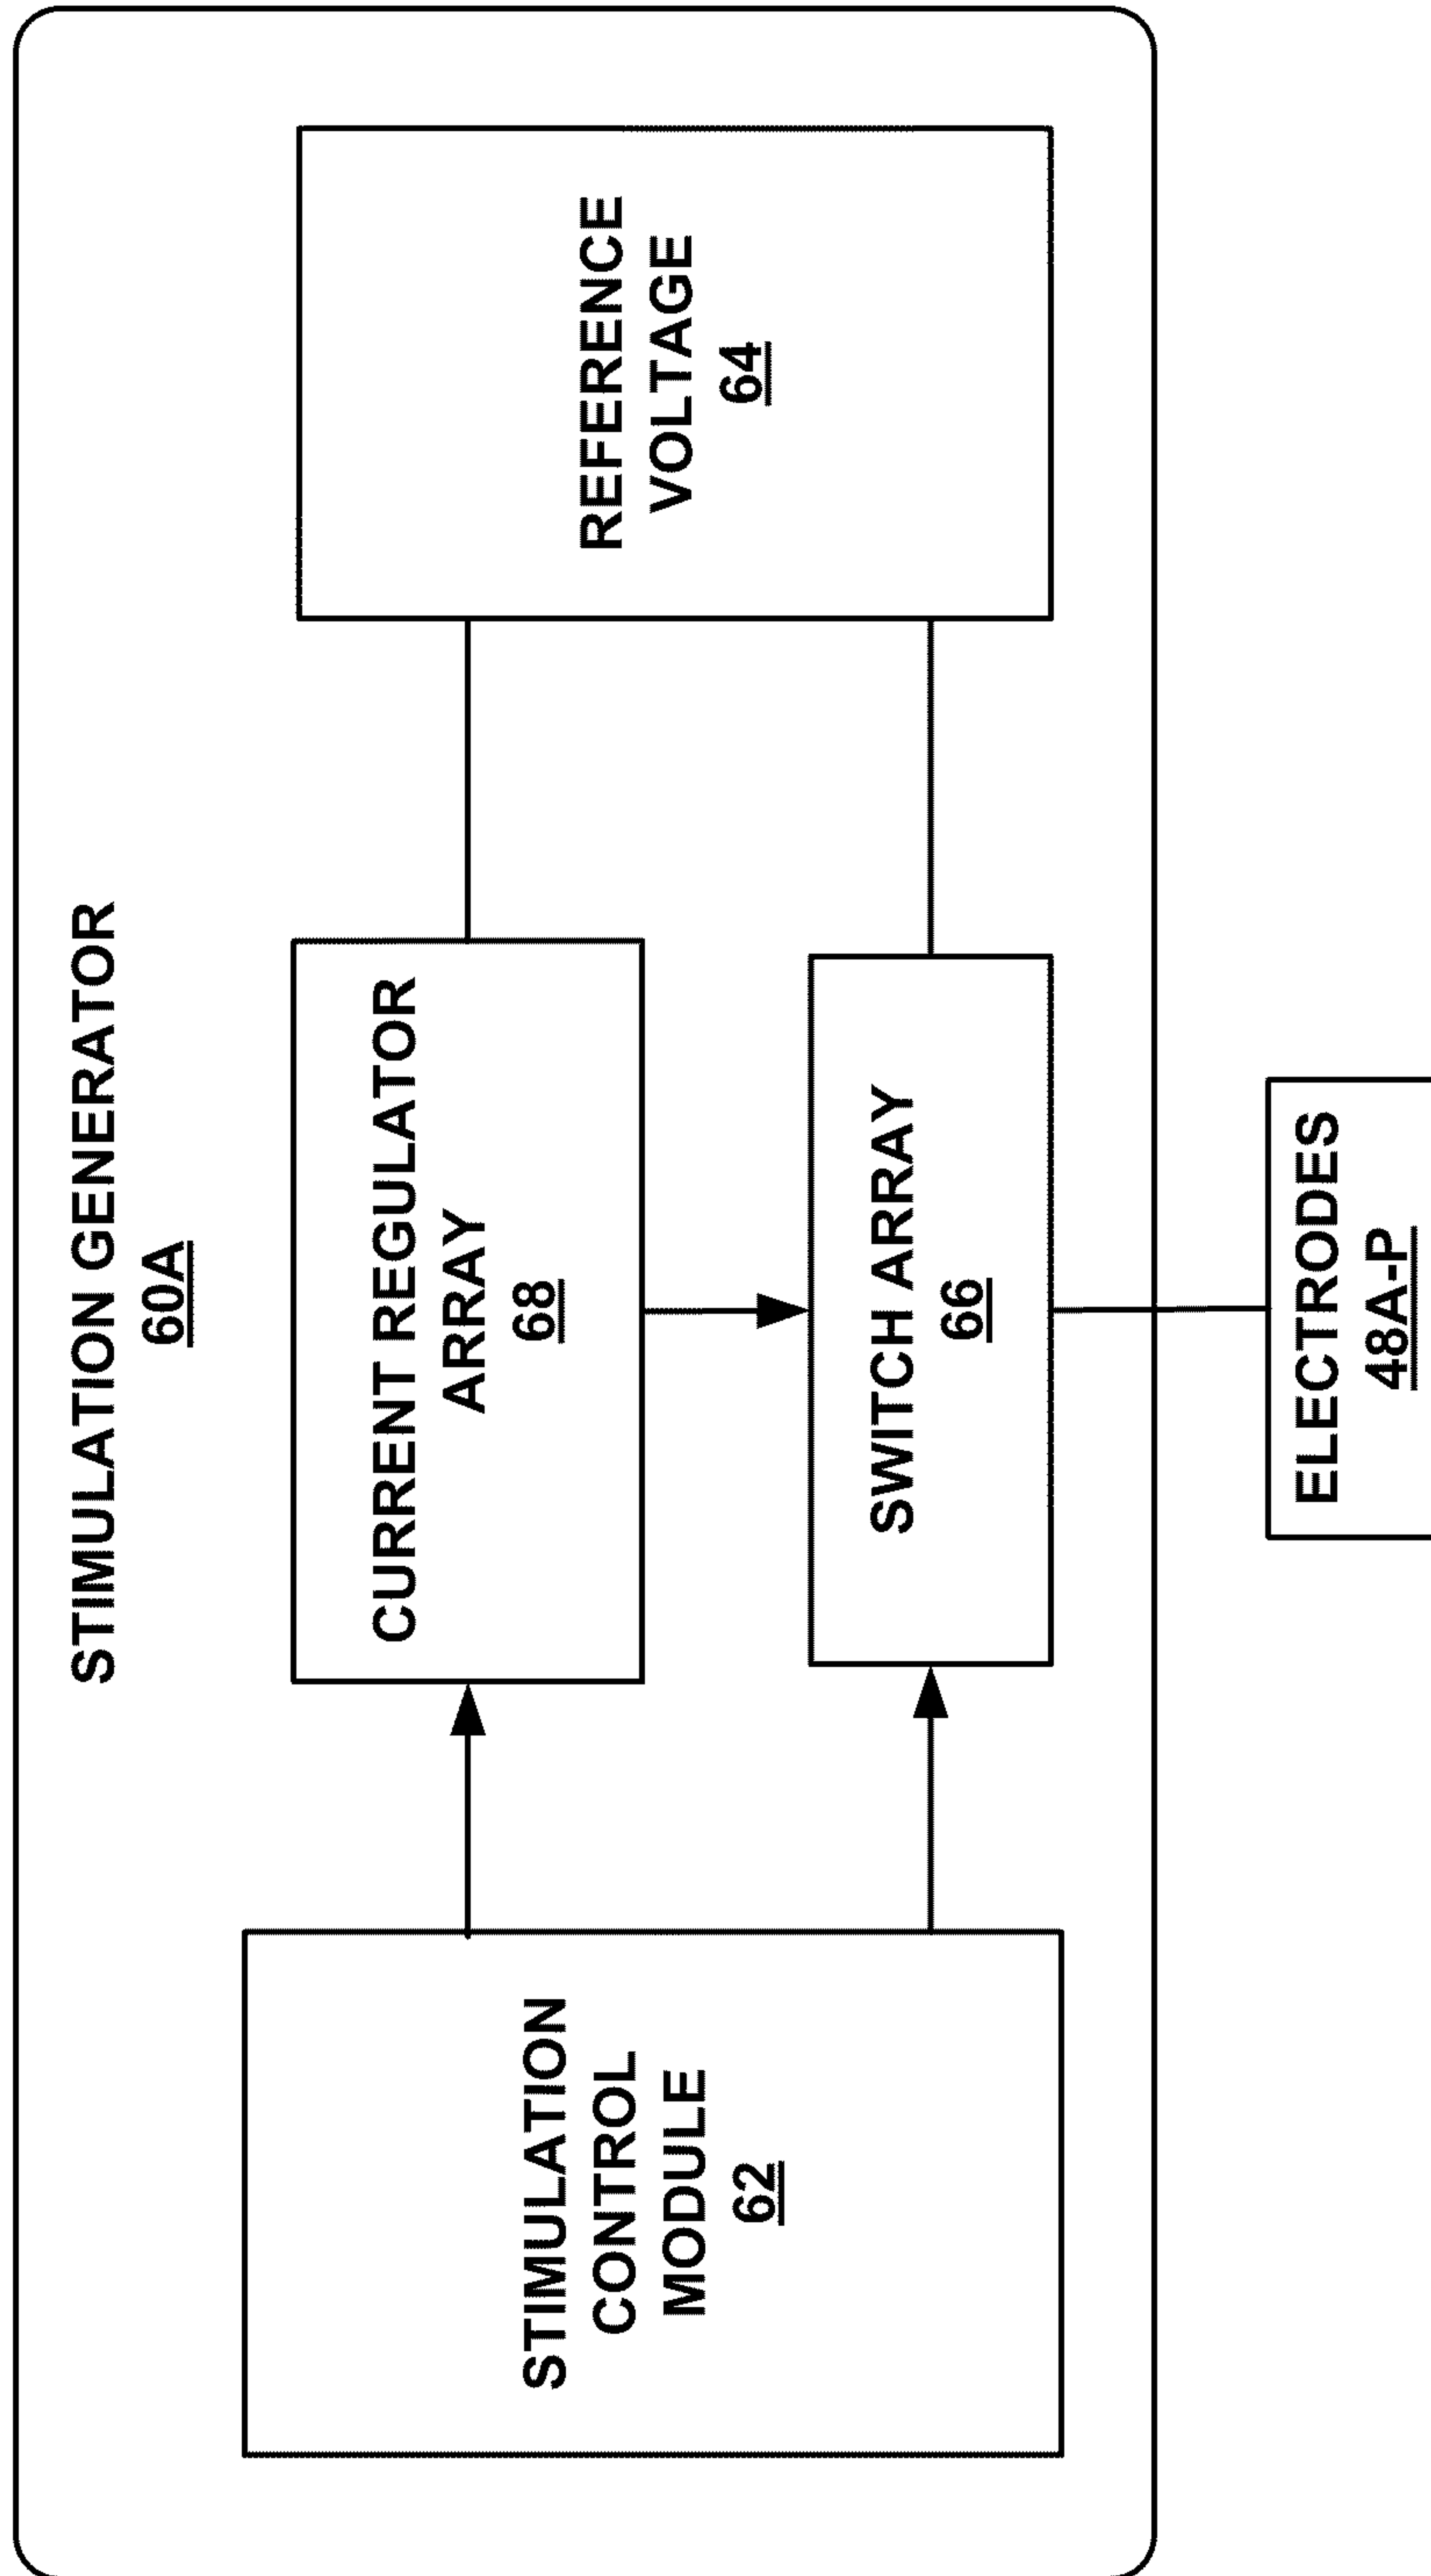 STIMULATION GENERATOR
60A
STIMULATION
CONTROL
MODULE
62
CURRENT REGULATOR
ARRAY
68
SWITCH ARRAY
66
REFERENCE
VOLTAGE
64
ELECTRODES
48A-P